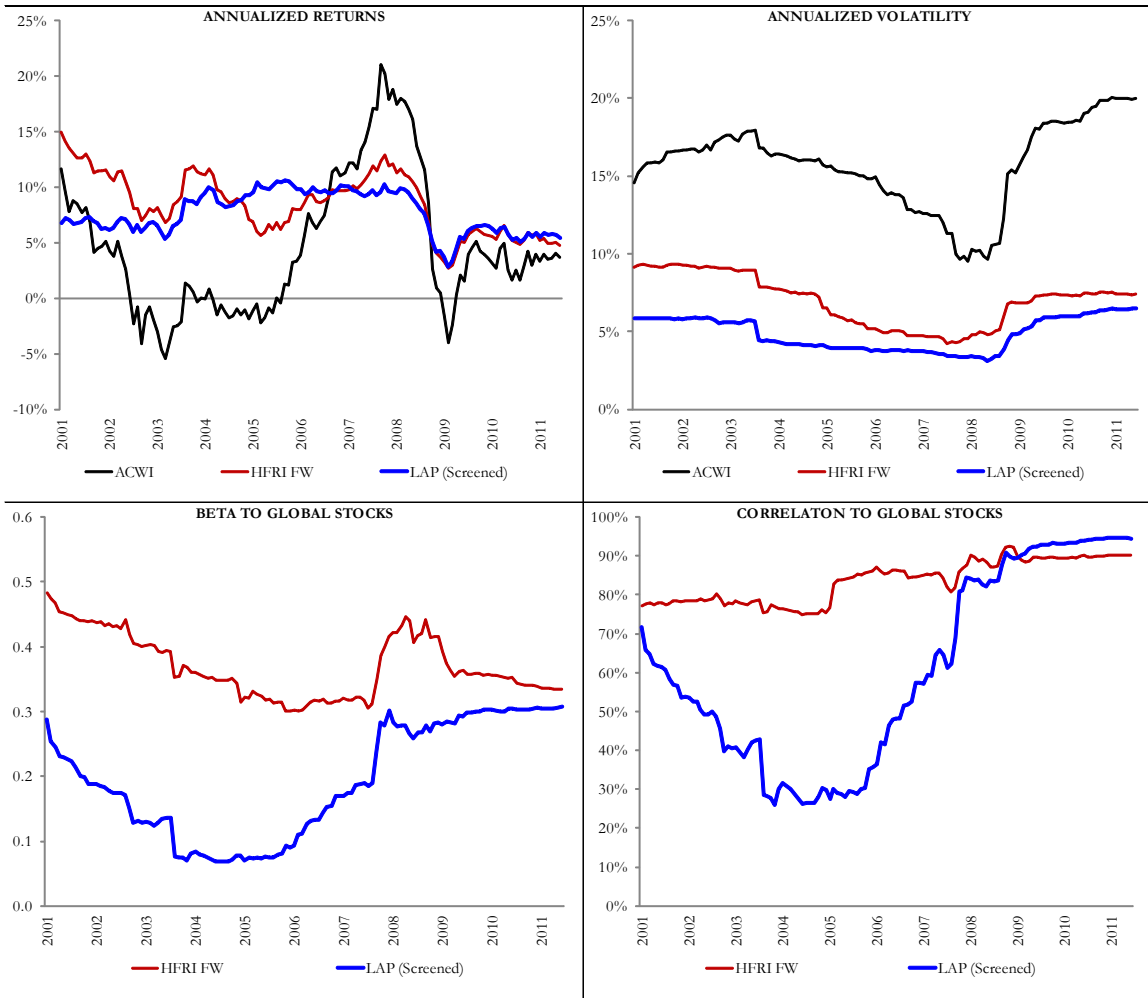 ANNUALIZED RETURNS
25%
20%
15%
10%
5%
0%
-5%
-10%
2001 2002 2003 2004 2005 2006 2007 2008 2009 2010 2011
ACWI HFRI FW LAP (Screened)
ANNUALIZED VOLATILITY
25%
20%
15%
10%
5%
0%
2001 2002 2003 2004 2005 2006 2007 2008 2009 2010 2011
ACWI HFRI FW LAP (Screened)
BETA TO GLOBAL STOCKS
0.6
0.5
0.4
0.3
0.2
0.1
0.0
2001 2002 2003 2004 2005 2006 2007 2008 2009 2010 2011
HFRI FW LAP (Screened)
CORRELATON TO GLOBAL STOCKS
100%
90%
80%
70%
60%
50%
40%
30%
20%
10%
0%
2001 2002 2003 2004 2005 2006 2007 2008 2009 2010 2011
HFRI FW LAP (Screened)